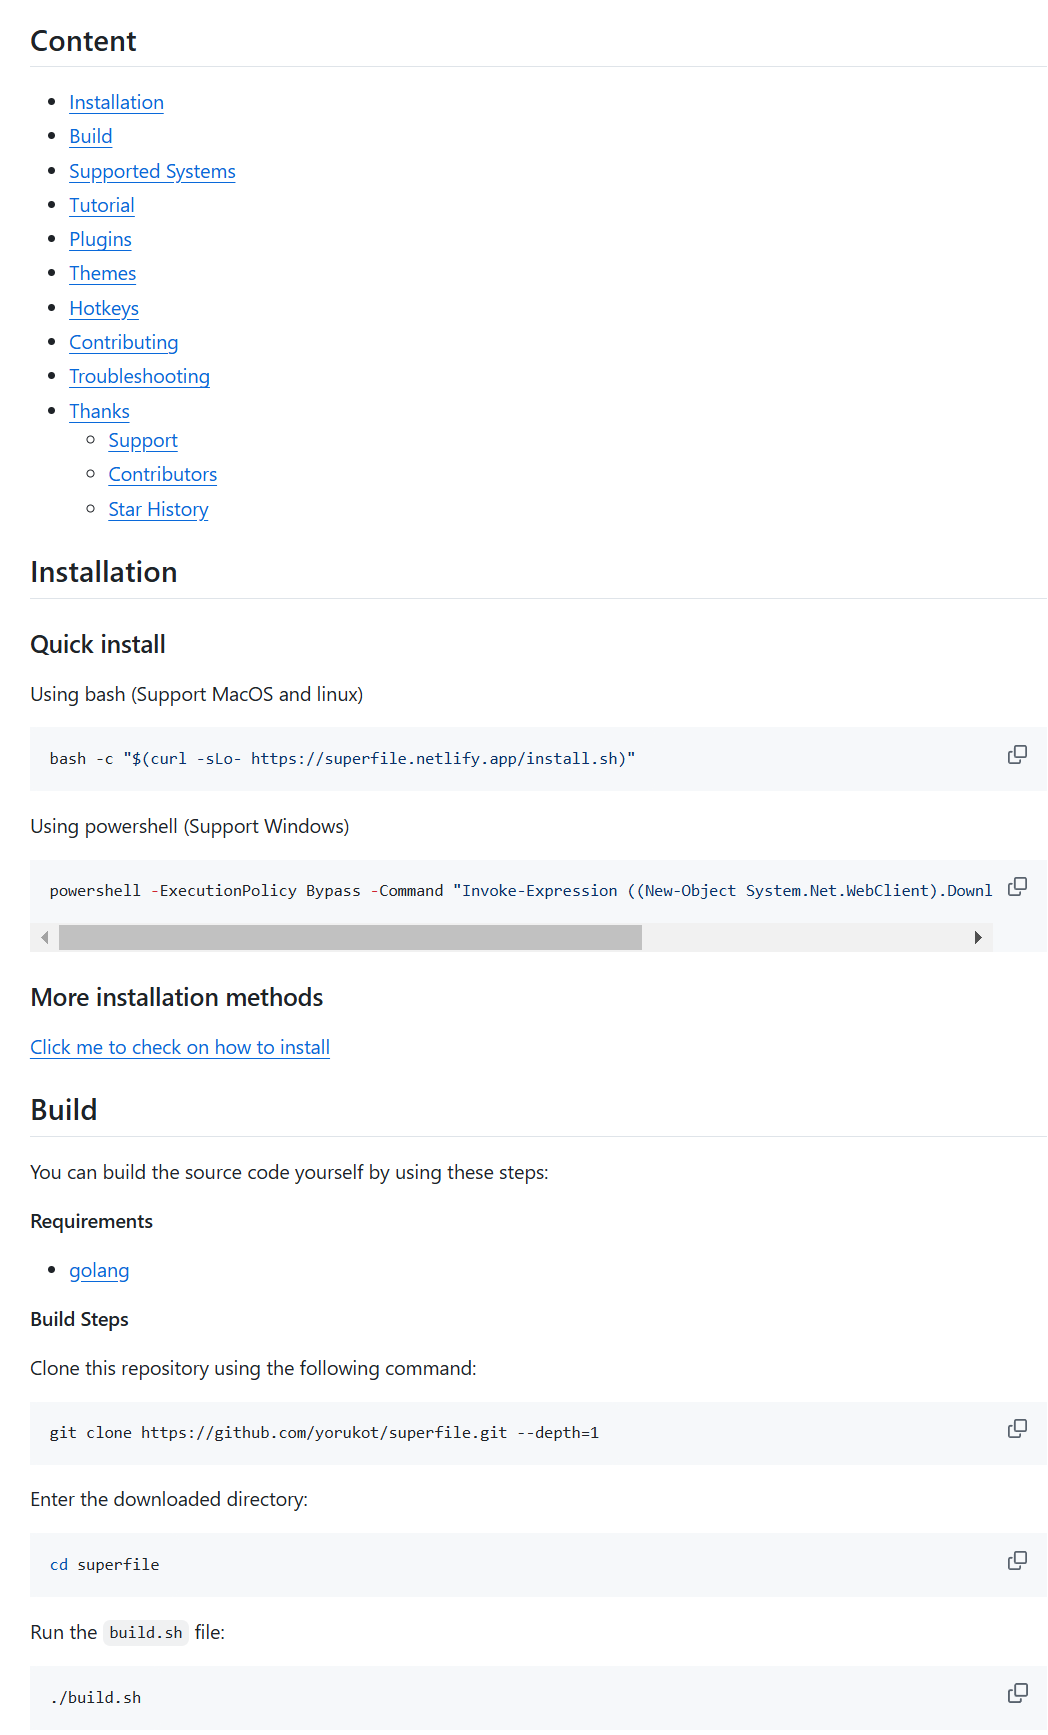 Content
Installation
Build
Supported Systems
Tutorial
Plugins
Themes
Hotkeys
Contributing
Troubleshooting
Thanks
Support
Contributors
Star History
Installation
Quick install
Using bash (Support MacOS and linux)
bash -c "$(curl -sLo- https://superfile.netlify.app/install.sh)"
Using powershell (Support Windows)
powershell -ExecutionPolicy Bypass -Command "Invoke-Expression ((New-Object System.Net.WebClient).Downl
More installation methods
Click me to check on how to install
Build
You can build the source code yourself by using these steps:
Requirements
golang
Build Steps
Clone this repository using the following command:
git clone https://github.com/yorukot/superfile.git --depth=1
Enter the downloaded directory:
cd superfile
Run the build.sh file:
./build.sh